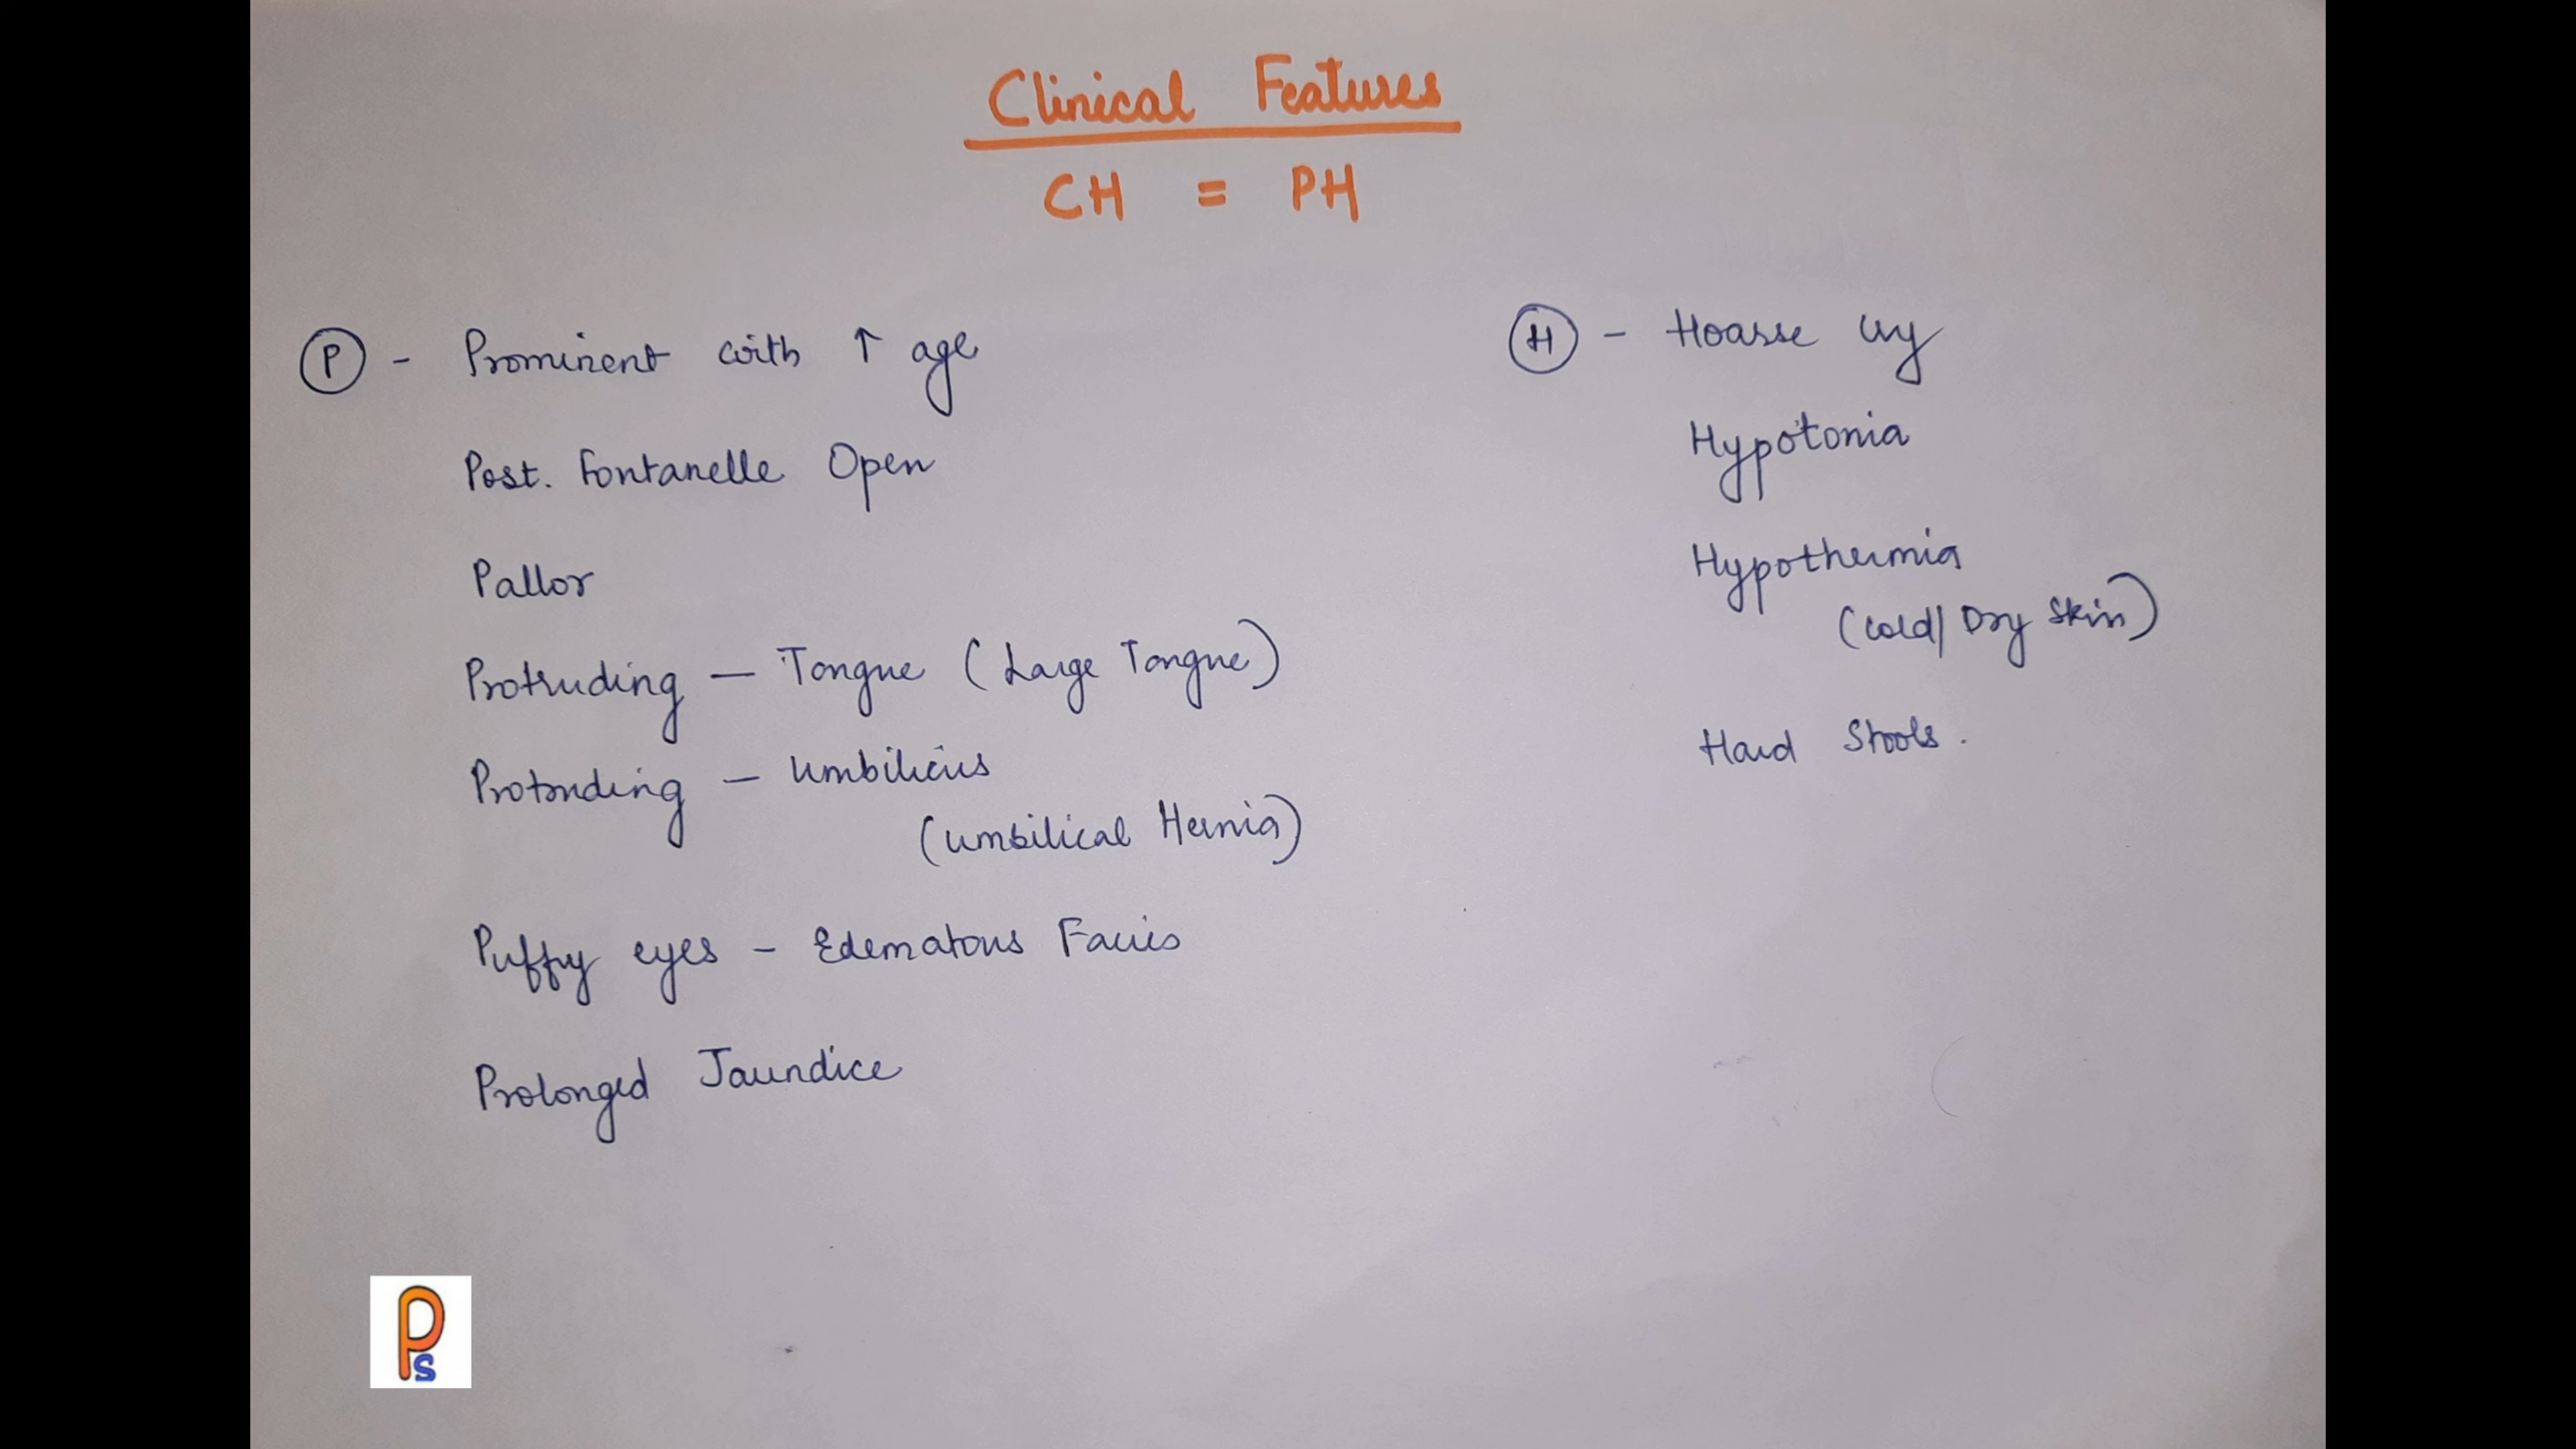 Clinical Features
CH = PH
P - Prominent with ↑ age
Post. Fontanelle Open
Pallor
Protruding — Tongue (Large Tongue)
Protruding — Umbilicus
(Umbilical Hernia)
Puffy eyes - Edematous Facies
Prolonged Jaundice
H - Hoarse cry
Hypotonia
Hypothermia
(cold/ Dry Skin)
Hard Stools.
Ps